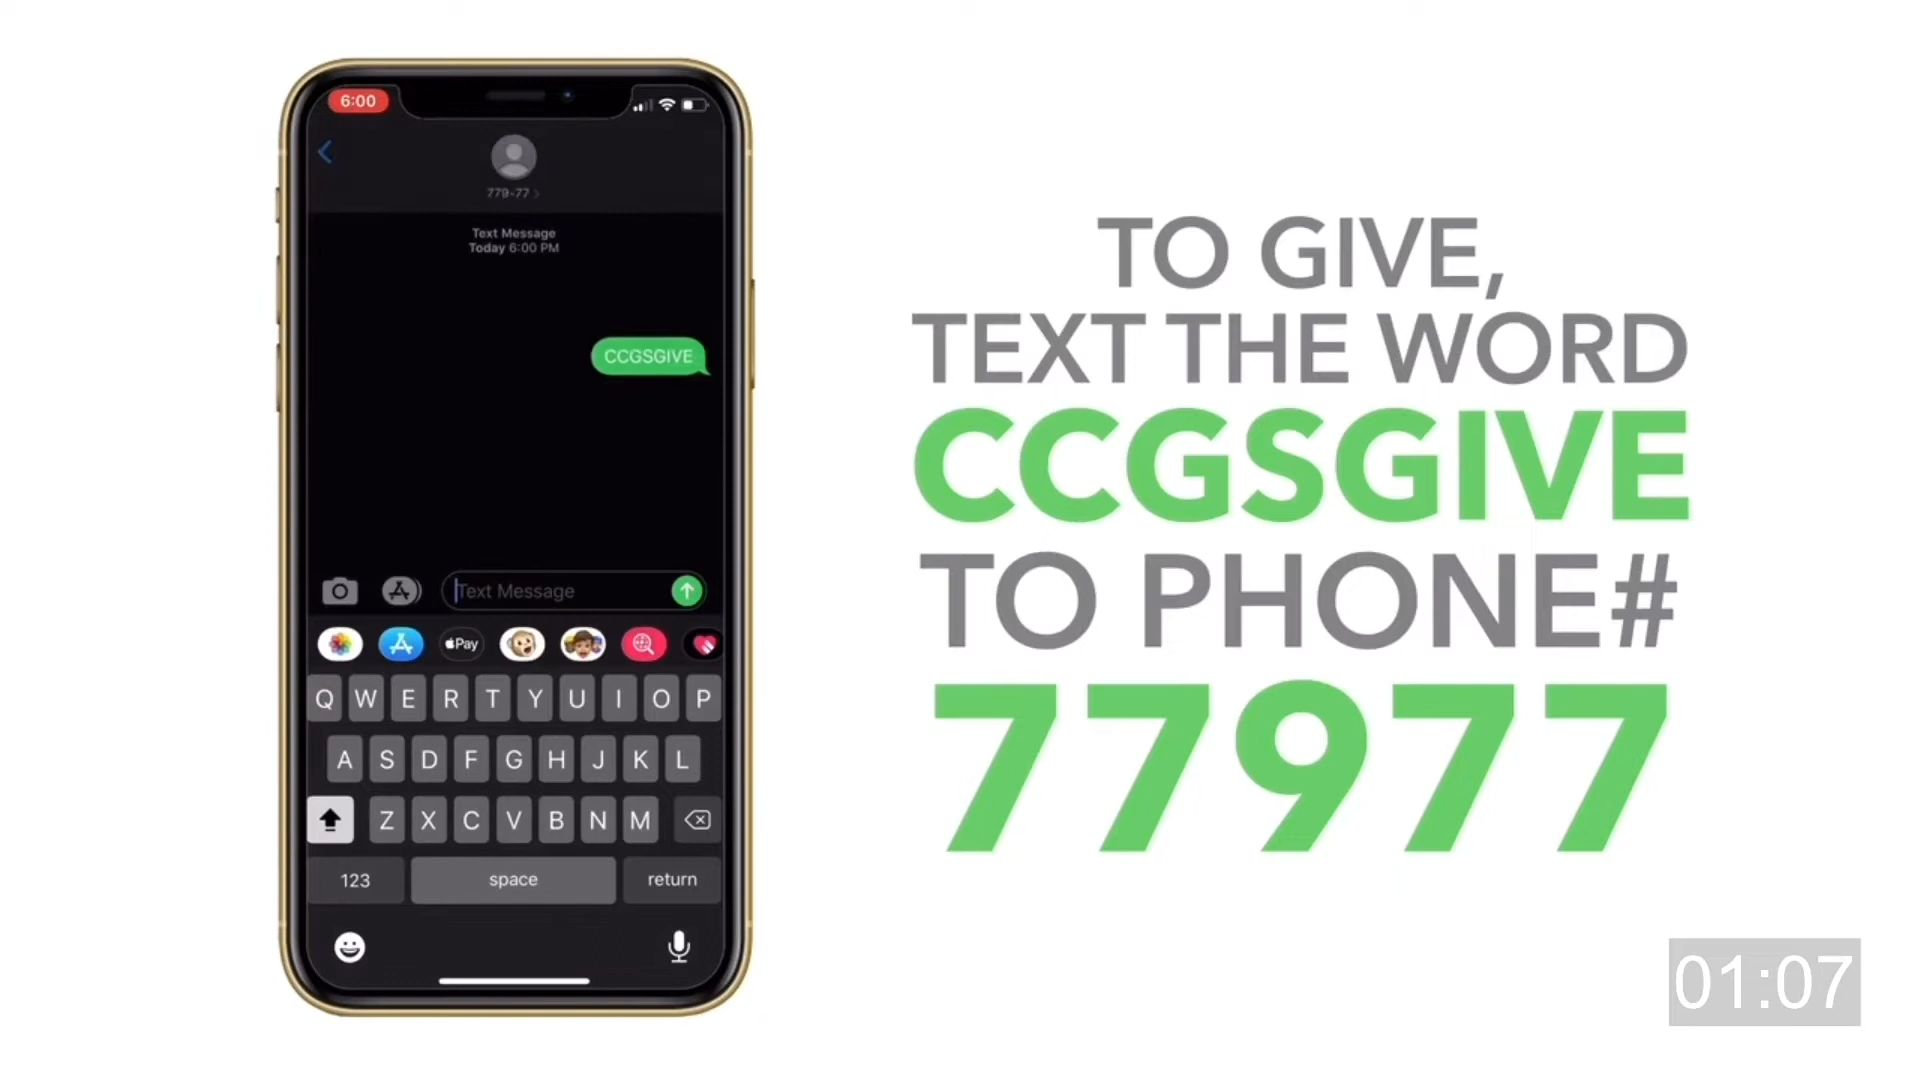 6:00
779-77 >
Text Message
Today 6:00 PM
CCGSGIVE
Text Message
Pay
Q W E R T Y U I O P
A S D F G H J K L
Z X C V B N M
123 space return
TO GIVE,
TEXT THE WORD
CCGSGIVE
TO PHONE#
77977
01:07